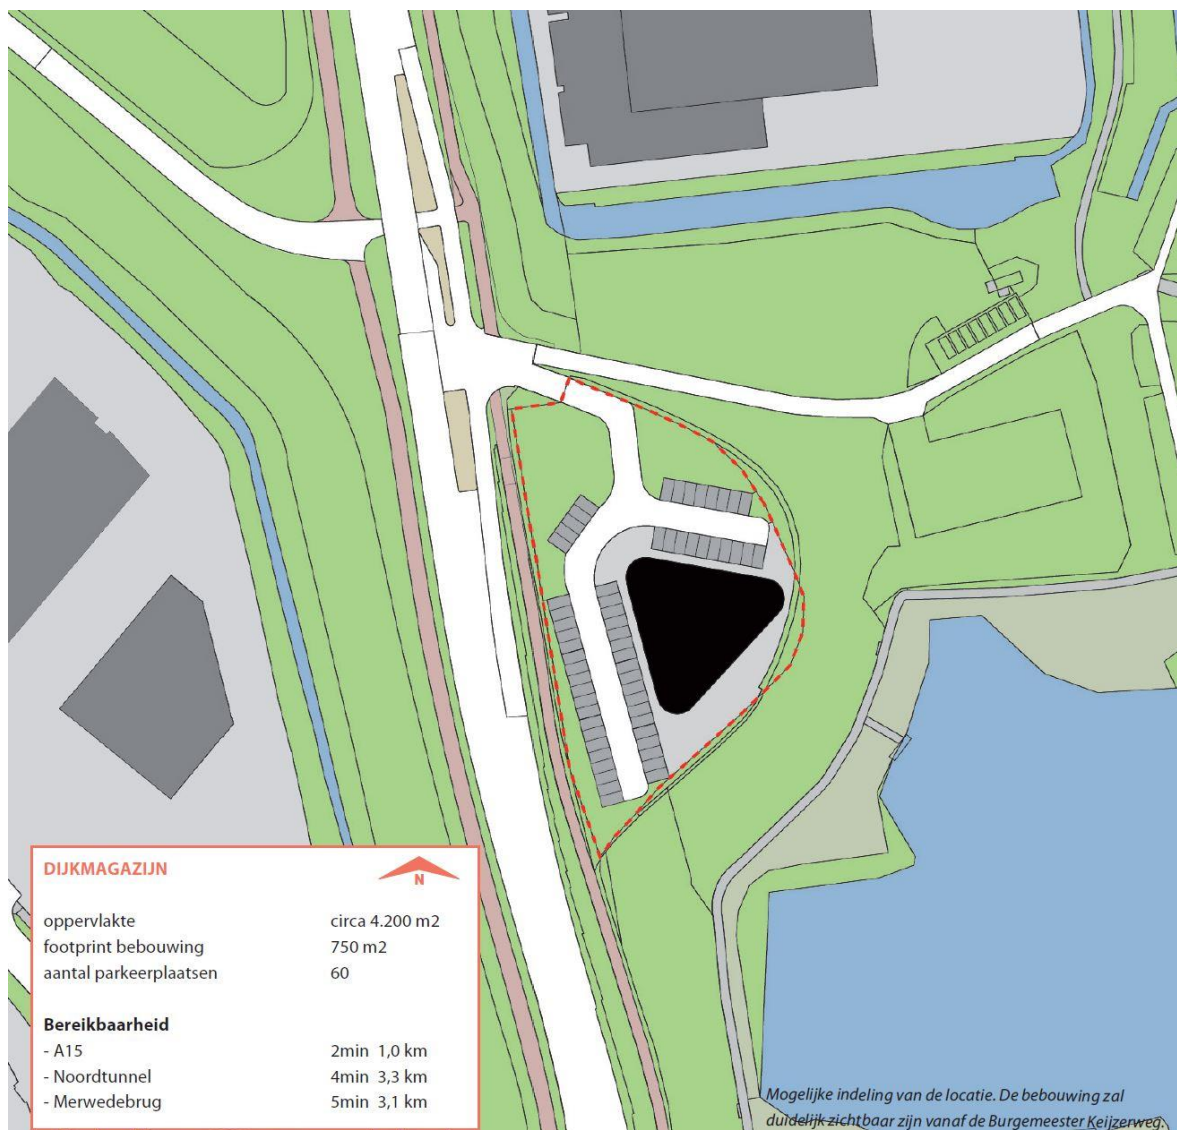 DIJKMAGAZIJN
N
oppervlakte circa 4.200 m2
footprint bebouwing 750 m2
aantal parkeerplaatsen 60
Bereikbaarheid
- A15 2min 1,0 km
- Noordtunnel 4min 3,3 km
- Merwedebrug 5min 3,1 km
Mogelijke indeling van de locatie. De bebouwing zal
duidelijk zichtbaar zijn vanaf de Burgemeester Keijzerweg.